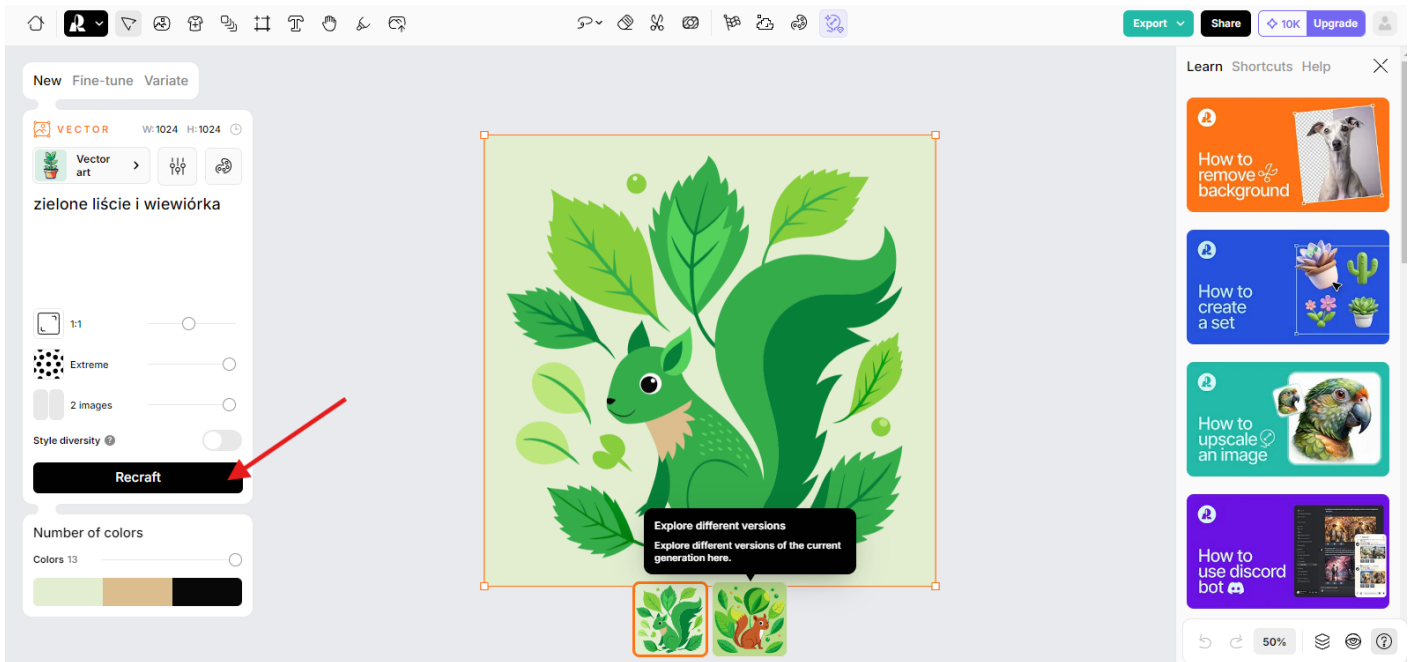 Export
Share
10K
Upgrade
New Fine-tune Variate
VECTOR W: 1024 H: 1024
Vector
art
zielone liście i wiewiórka
1:1
Extreme
2 images
Style diversity
Recraft
Number of colors
Colors 13
Explore different versions
Explore different versions of the current
generation here.
Learn Shortcuts Help
How to
remove
background
How to
create
a set
How to
upscale
an image
How to
use discord
bot
50%